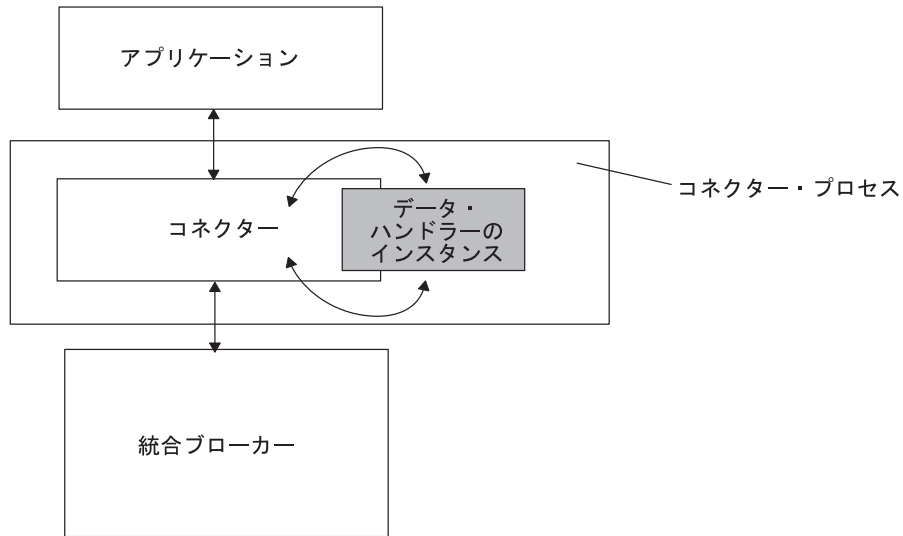 アプリケーション
コネクター・プロセス
コネクター
データ・
ハンドラーの
インスタンス
統合ブローカー